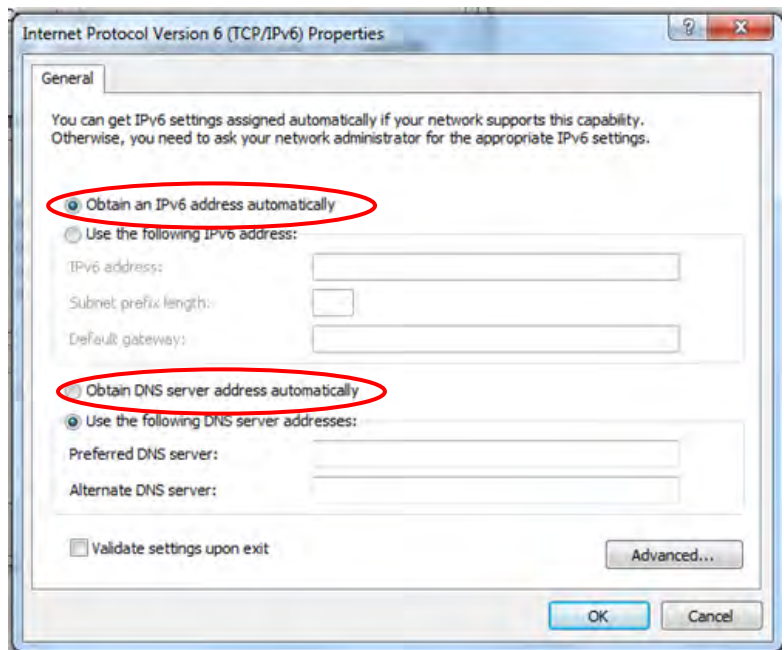 Internet Protocol Version 6 (TCP/IPv6) Properties
General
You can get IPv6 settings assigned automatically if your network supports this capability.
Otherwise, you need to ask your network administrator for the appropriate IPv6 settings.
Obtain an IPv6 address automatically
Use the following IPv6 address:
IPv6 address:
Subnet prefix length:
Default gateway:
Obtain DNS server address automatically
Use the following DNS server addresses:
Preferred DNS server:
Alternate DNS server:
Validate settings upon exit
Advanced...
OK
Cancel